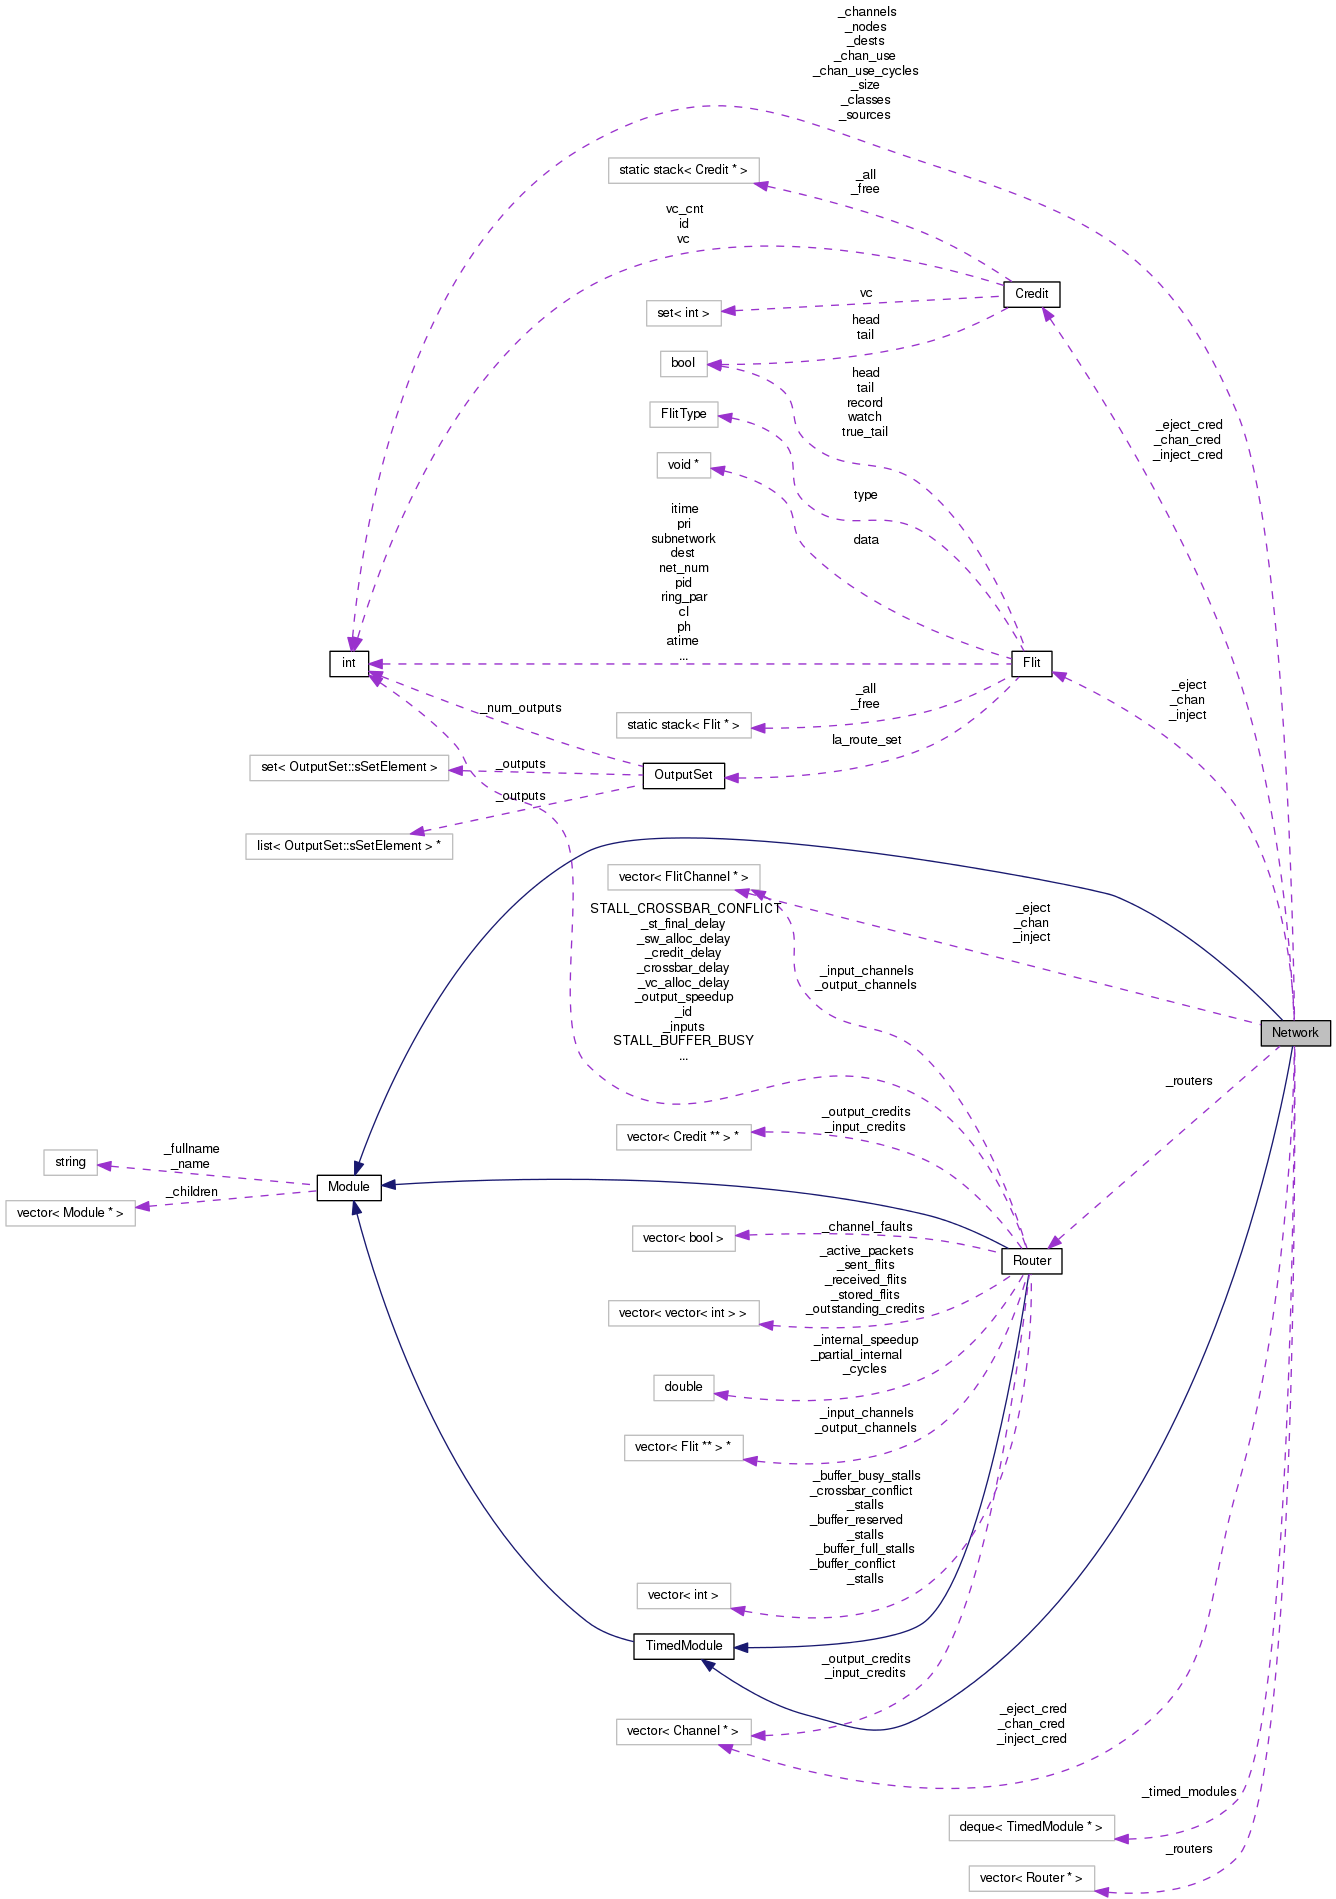 _channels
_nodes
_dests
_chan_use
_chan_use_cycles
_size
_classes
_sources
static stack< Credit * >
_all
_free
vc_cnt
id
vc
Credit
vc
set< int >
head
tail
bool
head
tail
record
watch
true_tail
FlitType
_eject_cred
_chan_cred
_inject_cred
void *
type
data
itime
pri
subnetwork
dest
net_num
pid
ring_par
cl
ph
atime
...
int
Flit
_eject
_chan
_inject
_all
_free
static stack< Flit * >
_num_outputs
la_route_set
set< OutputSet::sSetElement >
_outputs
OutputSet
_outputs
list< OutputSet::sSetElement > *
vector< FlitChannel * >
STALL_CROSSBAR_CONFLICT
_st_final_delay
_sw_alloc_delay
_credit_delay
_crossbar_delay
_vc_alloc_delay
_output_speedup
_id
_inputs
STALL_BUFFER_BUSY
...
_eject
_chan
_inject
_input_channels
_output_channels
Network
_routers
_output_credits
_input_credits
vector< Credit ** > *
_fullname
_name
string
Module
_children
vector< Module * >
_channel_faults
vector< bool >
Router
_active_packets
_sent_flits
_received_flits
_stored_flits
_outstanding_credits
vector< vector< int > >
_internal_speedup
_partial_internal
_cycles
double
_input_channels
_output_channels
vector< Flit ** > *
_buffer_busy_stalls
_crossbar_conflict
_stalls
_buffer_reserved
_stalls
_buffer_full_stalls
_buffer_conflict
_stalls
vector< int >
TimedModule
_output_credits
_input_credits
vector< Channel * >
_eject_cred
_chan_cred
_inject_cred
_timed_modules
deque< TimedModule * >
_routers
vector< Router * >